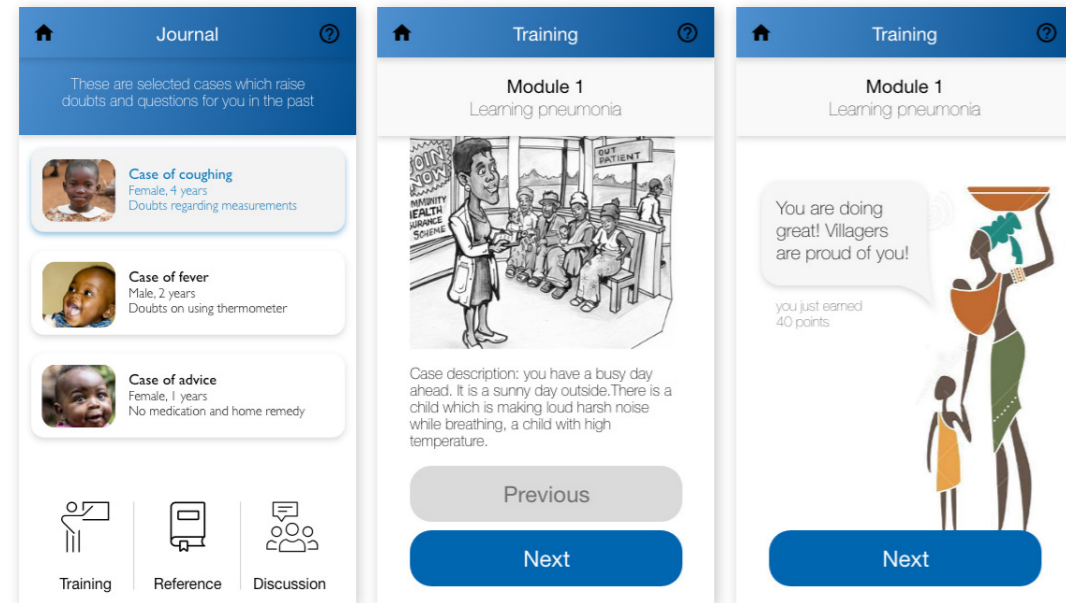 Journal
These are selected cases which raise
doubts and questions for you in the past
Case of coughing
Female, 4 years
Doubts regarding measurements
Case of fever
Male, 2 years
Doubts on using thermometer
Case of advice
Female, 1 years
No medication and home remedy
Training
Reference
Discussion
Training
Module 1
Learning pneumonia
JOIN
NOW
MMUNITY
HEALTH
SURANCE
SCHEME
OUT
PATIENT
Case description: you have a busy day
ahead. It is a sunny day outside.There is a
child which is making loud harsh noise
while breathing, a child with high
temperature.
Previous
Next
Training
Module 1
Learning pneumonia
You are doing
great! Villagers
are proud of you!
you just earned
40 points
Next